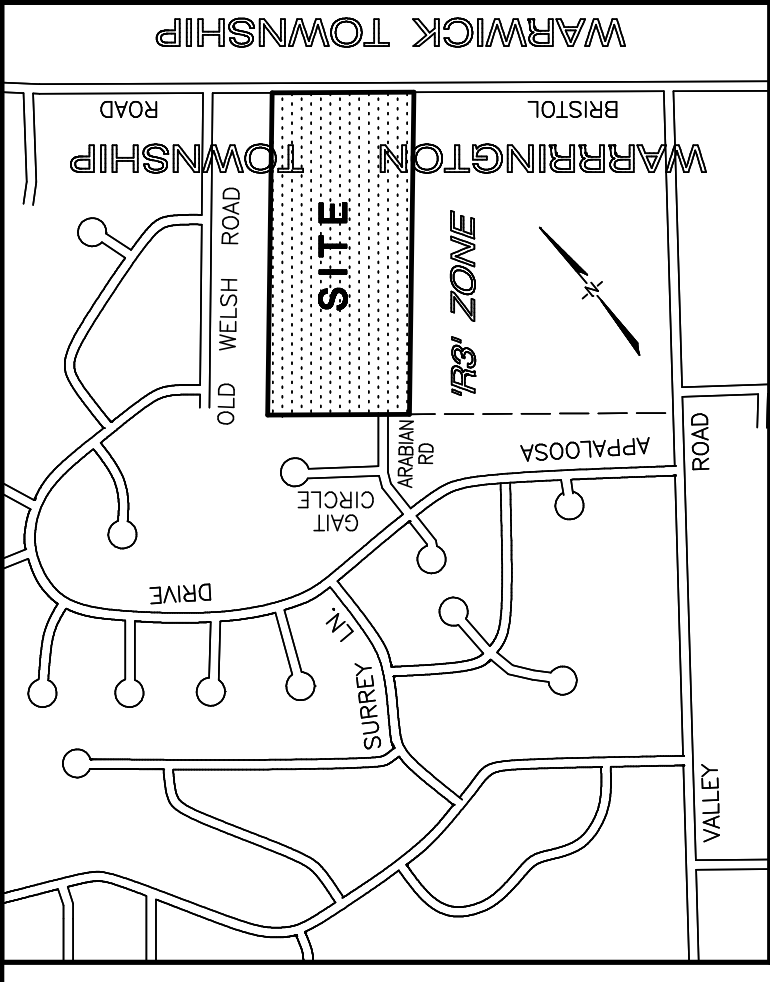 WARWICK TOWNSHIP
BRISTOL ROAD
WARRINGTON TOWNSHIP
OLD WELSH ROAD
SITE
'R3' ZONE
-N-
ARABIAN
RD
APPALOOSA
DRIVE
GAIT
CIRCLE
SURREY LN.
VALLEY ROAD